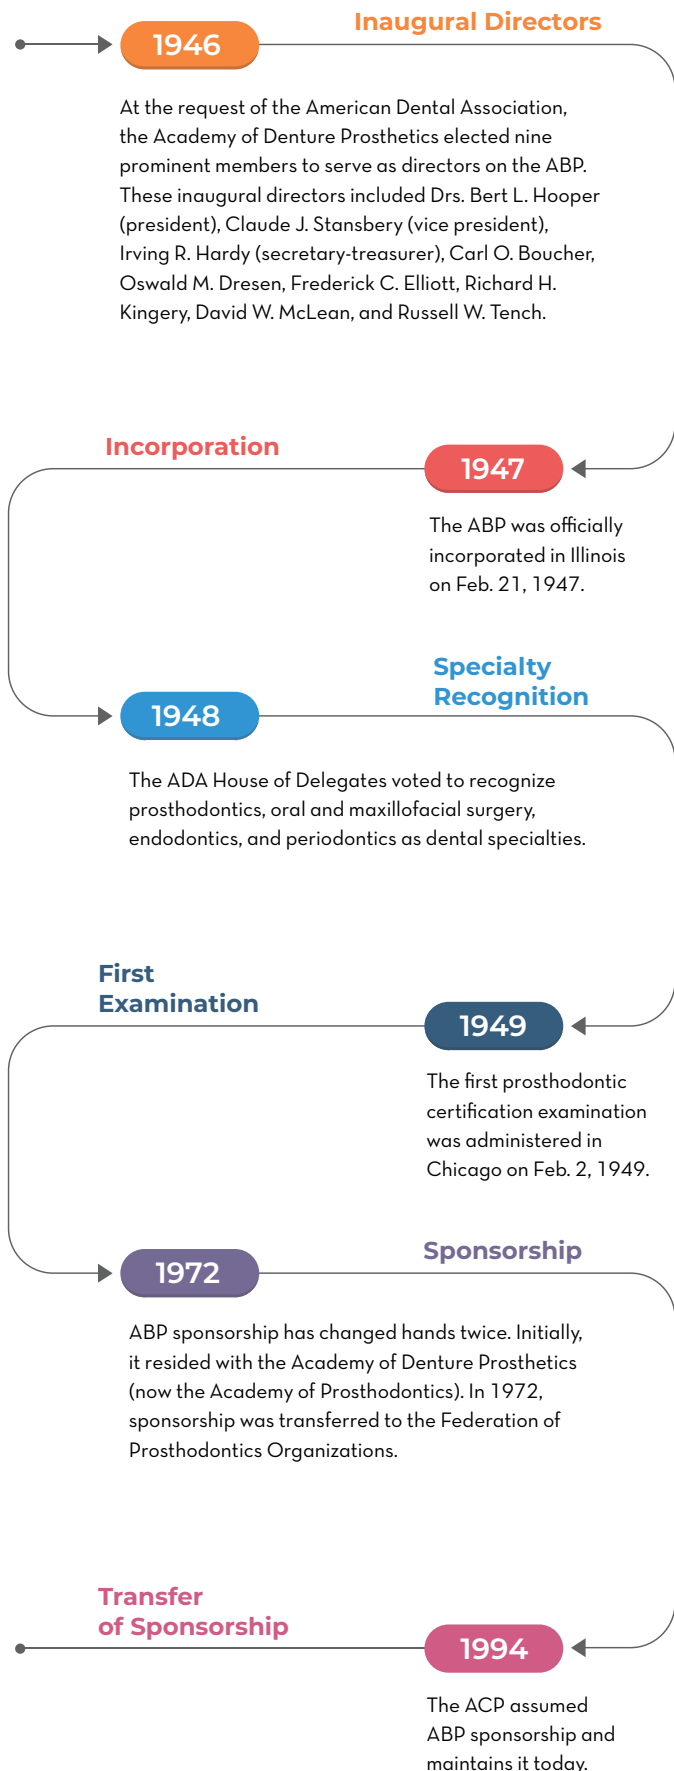 Inaugural Directors
1946
At the request of the American Dental Association,
the Academy of Denture Prosthetics elected nine
prominent members to serve as directors on the ABP.
These inaugural directors included Drs. Bert L. Hooper
(president), Claude J. Stansbery (vice president),
Irving R. Hardy (secretary-treasurer), Carl O. Boucher,
Oswald M. Dresen, Frederick C. Elliott, Richard H.
Kingery, David W. McLean, and Russell W. Tench.
Incorporation
1947
The ABP was officially
incorporated in Illinois
on Feb. 21, 1947.
Specialty
Recognition
1948
The ADA House of Delegates voted to recognize
prosthodontics, oral and maxillofacial surgery,
endodontics, and periodontics as dental specialties.
First
Examination
1949
The first prosthodontic
certification examination
was administered in
Chicago on Feb. 2, 1949.
Sponsorship
1972
ABP sponsorship has changed hands twice. Initially,
it resided with the Academy of Denture Prosthetics
(now the Academy of Prosthodontics). In 1972,
sponsorship was transferred to the Federation of
Prosthodontics Organizations.
Transfer
of Sponsorship
1994
The ACP assumed
ABP sponsorship and
maintains it today.